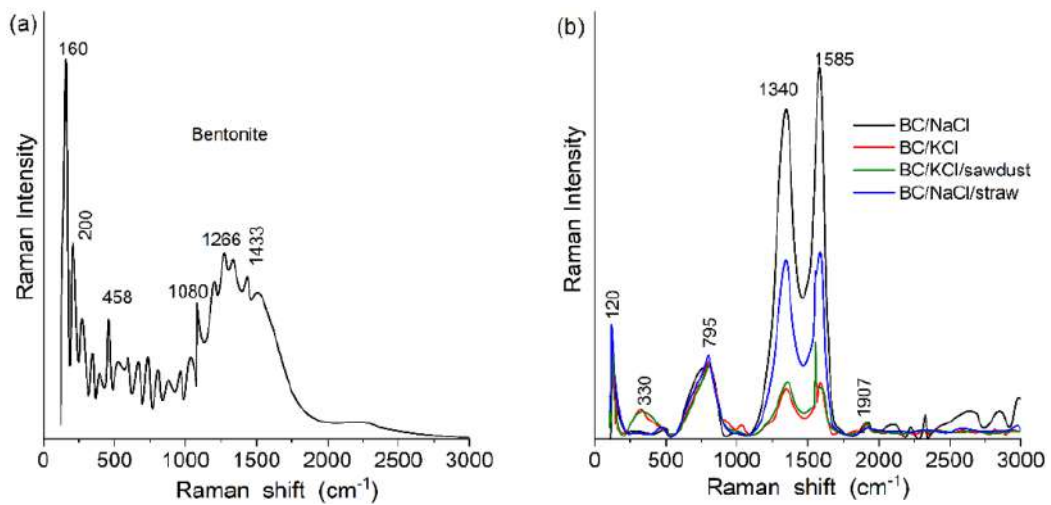 (a)
160
200
458
1080
1266
1433
Bentonite
Raman Intensity
0
500
1000
1500
2000
2500
3000
Raman shift (cm⁻¹)
(b)
120
330
795
1340
1585
1907
BC/NaCl
BC/KCl
BC/KCl/sawdust
BC/NaCl/straw
Raman Intensity
0
500
1000
1500
2000
2500
3000
Raman shift (cm⁻¹)